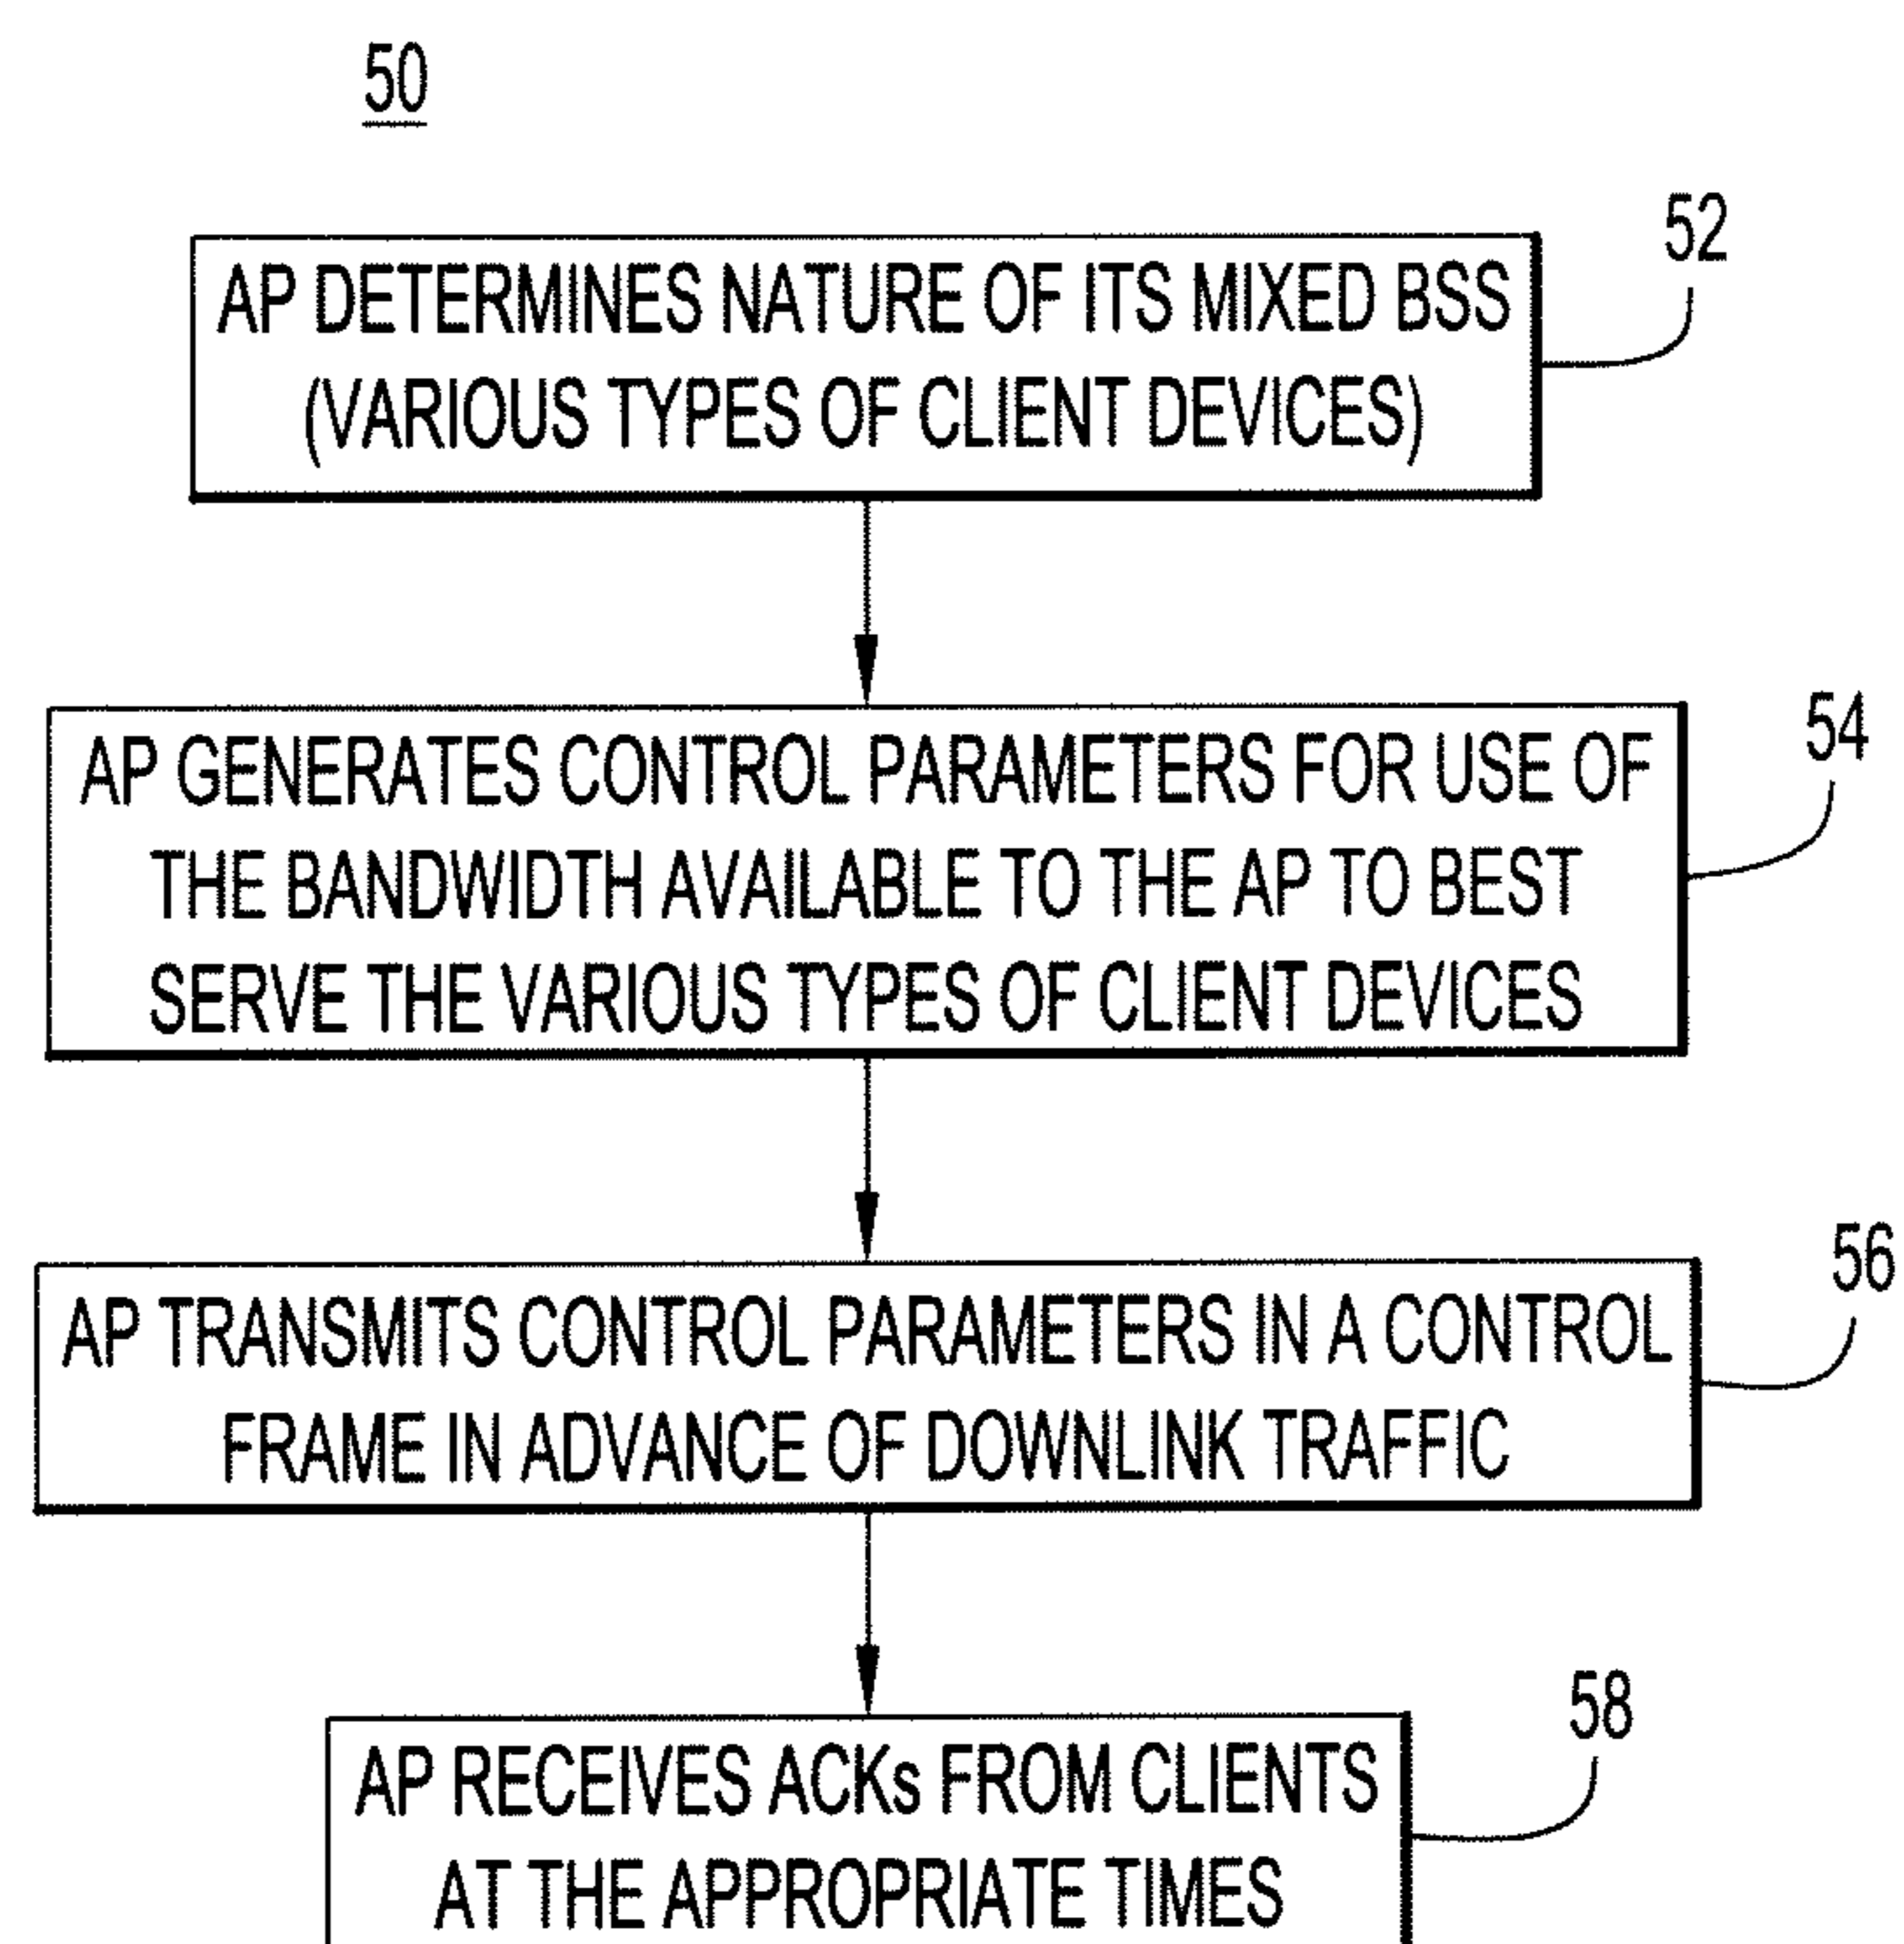 50
52
AP DETERMINES NATURE OF ITS MIXED BSS
(VARIOUS TYPES OF CLIENT DEVICES)
54
AP GENERATES CONTROL PARAMETERS FOR USE OF
THE BANDWIDTH AVAILABLE TO THE AP TO BEST
SERVE THE VARIOUS TYPES OF CLIENT DEVICES
56
AP TRANSMITS CONTROL PARAMETERS IN A CONTROL
FRAME IN ADVANCE OF DOWNLINK TRAFFIC
58
AP RECEIVES ACKs FROM CLIENTS
AT THE APPROPRIATE TIMES